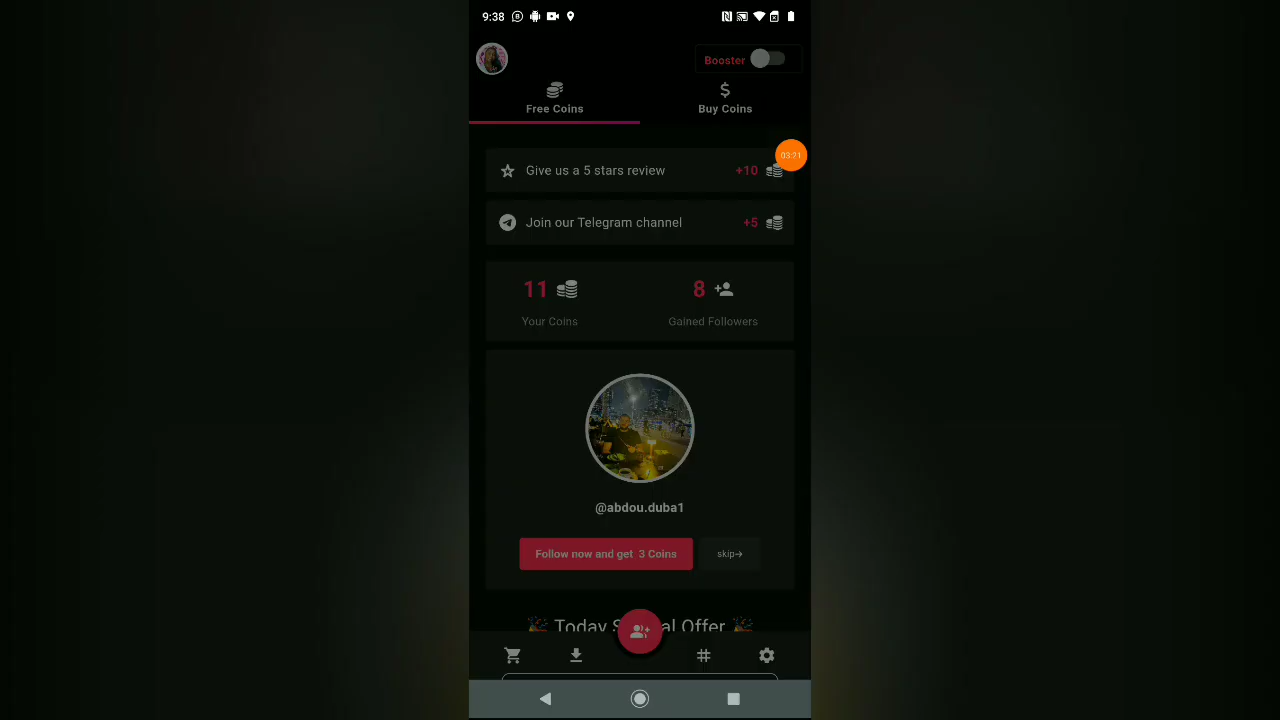 9:38
Booster
Free Coins
Buy Coins
03:21
Give us a 5 stars review +10
Join our Telegram channel +5
11
8
Your Coins
Gained Followers
@abdou.duba1
Follow now and get 3 Coins
skip→
🎉 Today S al Offer 🎉